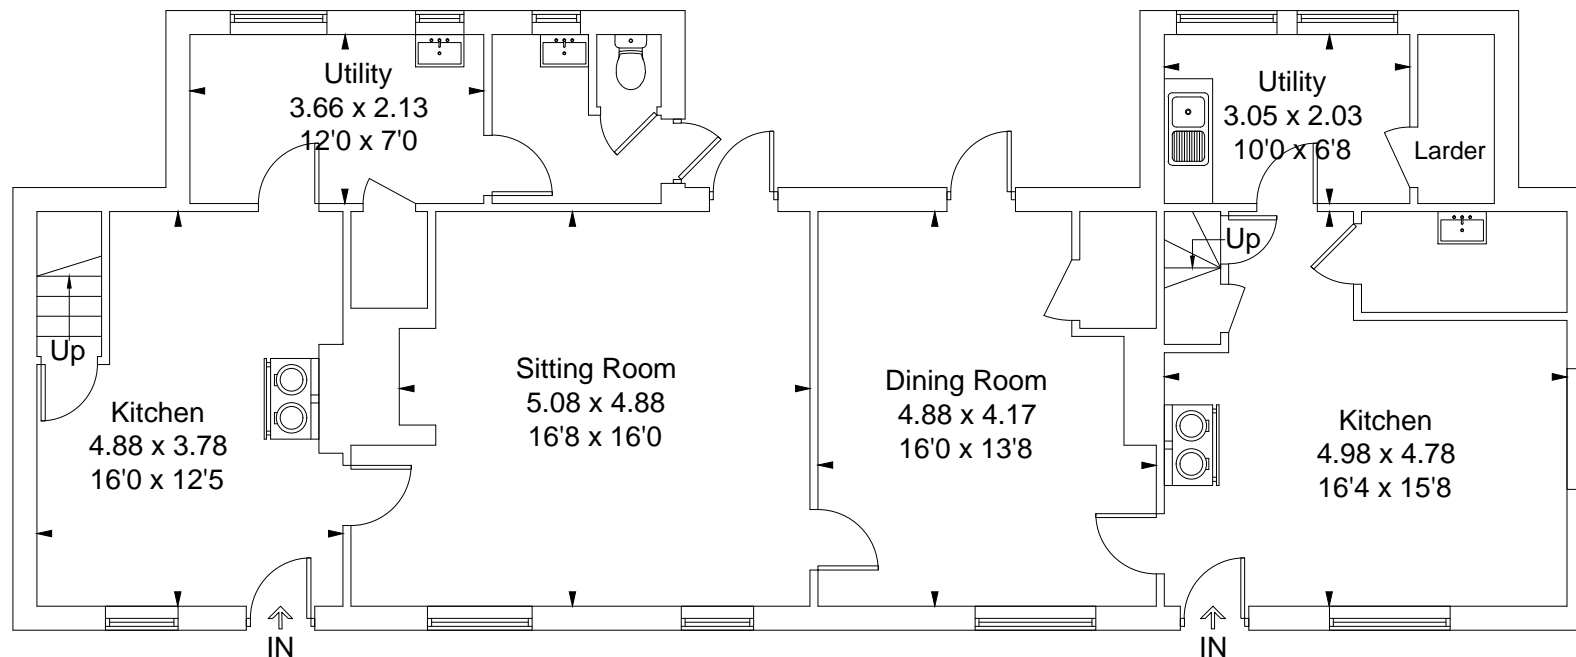 Utility
3.66 x 2.13
12'0 x 7'0
Utility
3.05 x 2.03
10'0 x 6'8
Larder
Up
Up
Kitchen
4.88 x 3.78
16'0 x 12'5
Sitting Room
5.08 x 4.88
16'8 x 16'0
Dining Room
4.88 x 4.17
16'0 x 13'8
Kitchen
4.98 x 4.78
16'4 x 15'8
IN
IN